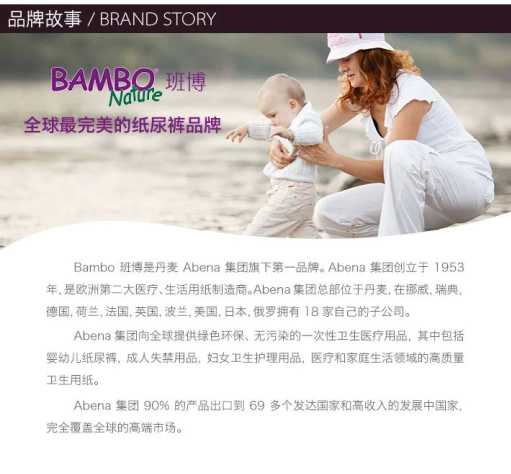 品牌故事 / BRAND STORY
BAMBO 班博
Nature
全球最完美的纸尿裤品牌
Bambo 班博是丹麦 Abena 集团旗下第一品牌。Abena 集团创立于 1953
年,是欧洲第二大医疗、生活用纸制造商。Abena集团总部位于丹麦,在挪威,瑞典,
德国,荷兰,法国,英国,波兰,美国,日本,俄罗拥有 18 家自己的子公司。
Abena集团向全球提供绿色环保、无污染的一次性卫生医疗用品, 其中包括
婴幼儿纸尿裤, 成人失禁用品, 妇女卫生护理用品, 医疗和家庭生活领域的高质量
卫生用纸。
Abena 集团 90% 的产品出口到 69 多个发达国家和高收入的发展中国家,
完全覆盖全球的高端市场。